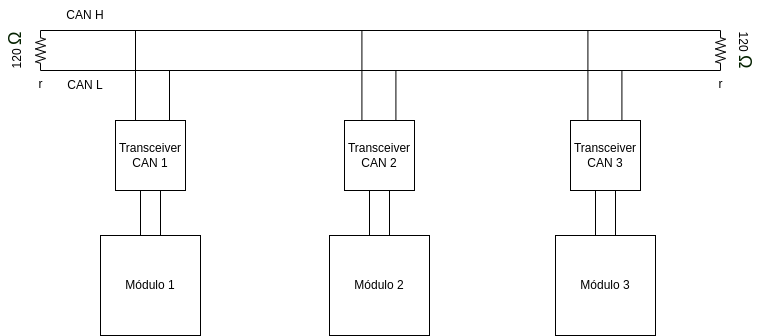 CAN H
120 Ω
120 Ω
r
CAN L
r
Transceiver
CAN 1
Transceiver
CAN 2
Transceiver
CAN 3
Módulo 1
Módulo 2
Módulo 3